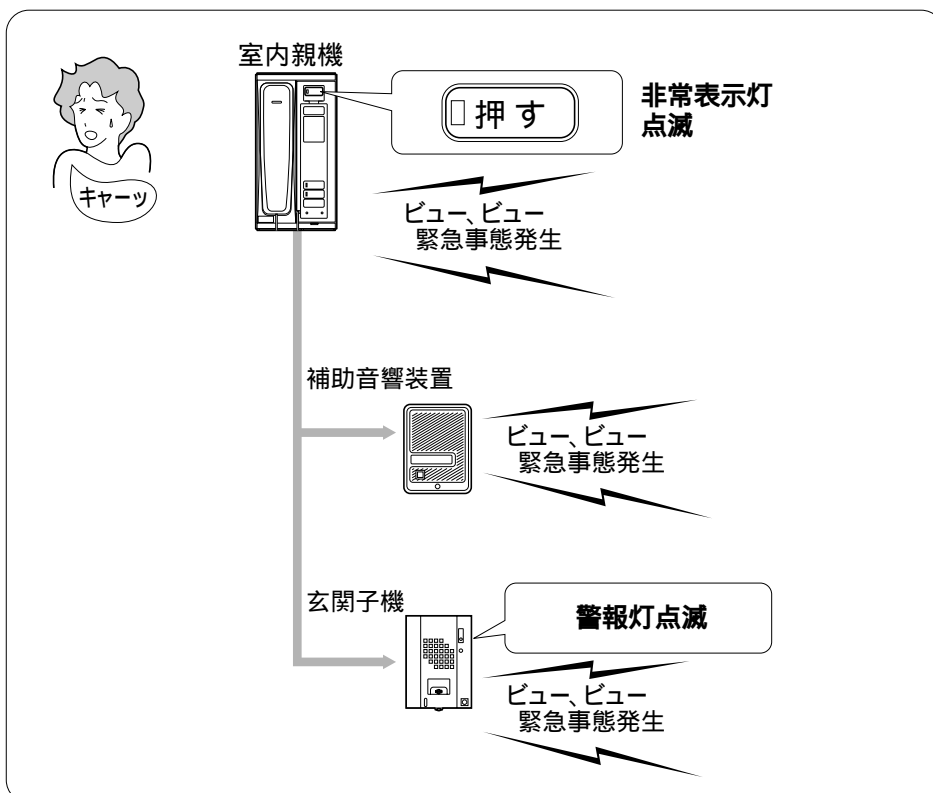 室内親機
押す
非常表示灯
点滅
キャーッ
ビュー、ビュー
緊急事態発生
補助音響装置
ビュー、ビュー
緊急事態発生
玄関子機
警報灯点滅
ビュー、ビュー
緊急事態発生